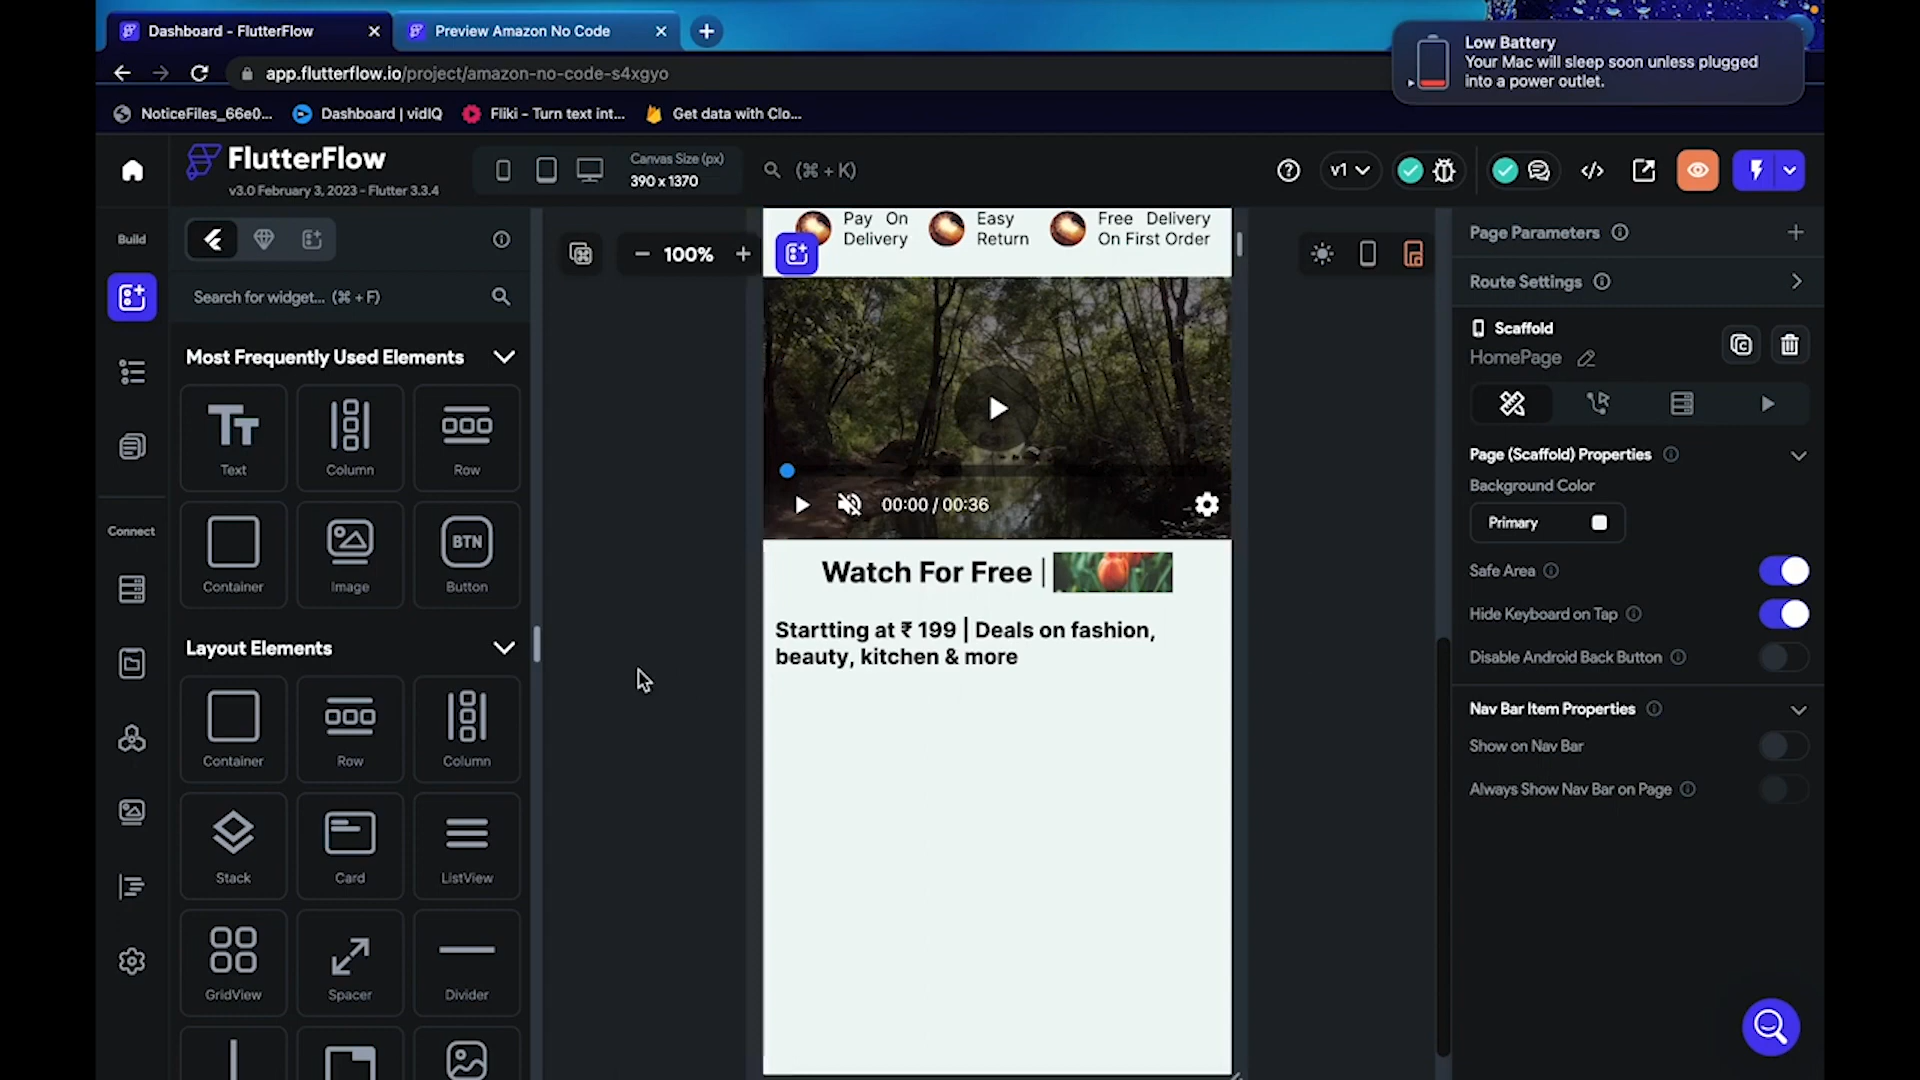 Dashboard - FlutterFlow
Preview Amazon No Code
Low Battery
Your Mac will sleep soon unless plugged
into a power outlet.
app.flutterflow.io/project/amazon-no-code-s4xgyo
NoticeFiles_66e0...
Dashboard | vidIQ
Fliki - Turn text int...
Get data with Clo...
FlutterFlow
v3.0 February 3, 2023 - Flutter 3.3.4
Canvas Size (px)
390 x 1370
(⌘ + K)
v1
Build
Search for widget... (⌘ + F)
100%
Pay On
Delivery
Easy
Return
Free Delivery
On First Order
Page Parameters
Route Settings
Scaffold
HomePage
Most Frequently Used Elements
Text
Column
Row
Container
Image
BTN
Button
Connect
Layout Elements
Container
Row
Column
Stack
Card
ListView
GridView
Spacer
Divider
00:00 / 00:36
Watch For Free |
Startting at ₹ 199 | Deals on fashion,
beauty, kitchen & more
Page (Scaffold) Properties
Background Color
Primary
Safe Area
Hide Keyboard on Tap
Disable Android Back Button
Nav Bar Item Properties
Show on Nav Bar
Always Show Nav Bar on Page